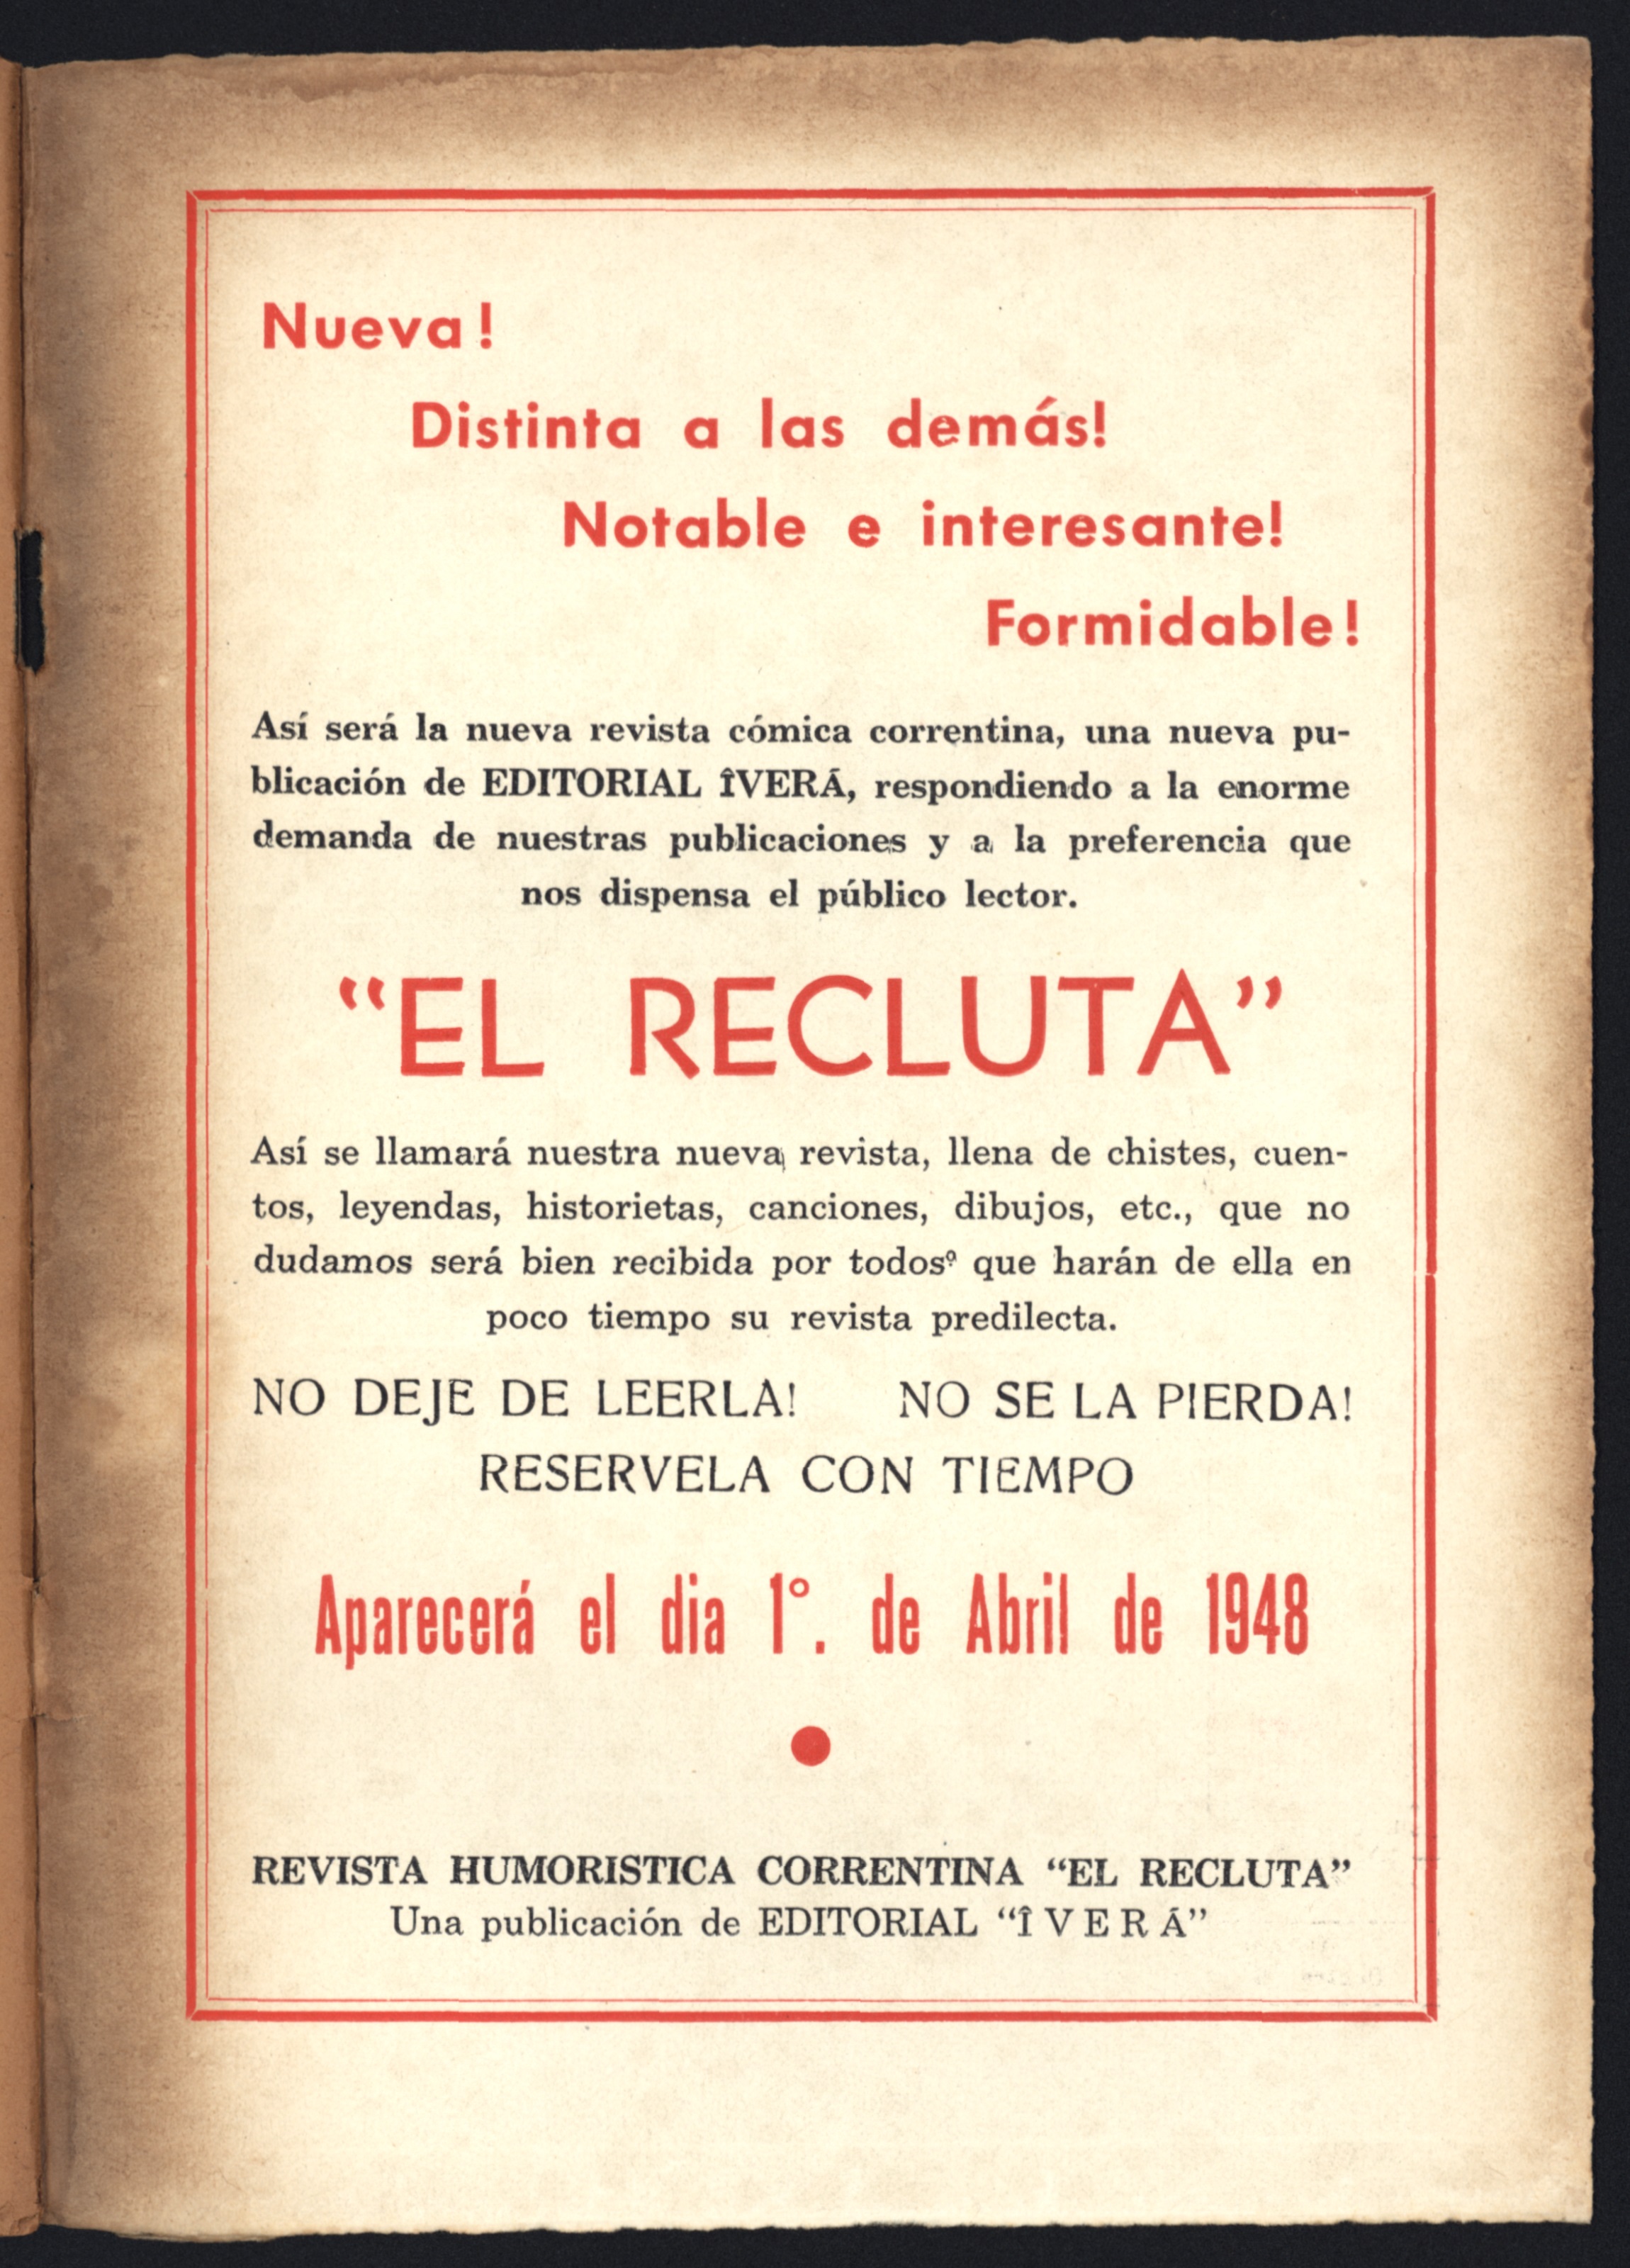 Nueva!
Distinta a las demás!
Notable e interesante!
Formidable!
Así será la nueva revista cómica correntina, una nueva pu-
blicación de EDITORIAL ÎVERÁ, respondiendo a la enorme
demanda de nuestras publicaciones y a la preferencia que
nos dispensa el público lector.
“EL RECLUTA”
Así se llamará nuestra nueva revista, llena de chistes, cuen-
tos, leyendas, historietas, canciones, dibujos, etc., que no
dudamos será bien recibida por todosº que harán de ella en
poco tiempo su revista predilecta.
NO DEJE DE LEERLA! NO SE LA PIERDA!
RESERVELA CON TIEMPO
Aparecerá el dia 1°. de Abril de 1948
REVISTA HUMORISTICA CORRENTINA “EL RECLUTA”
Una publicación de EDITORIAL “ÎVERÁ”